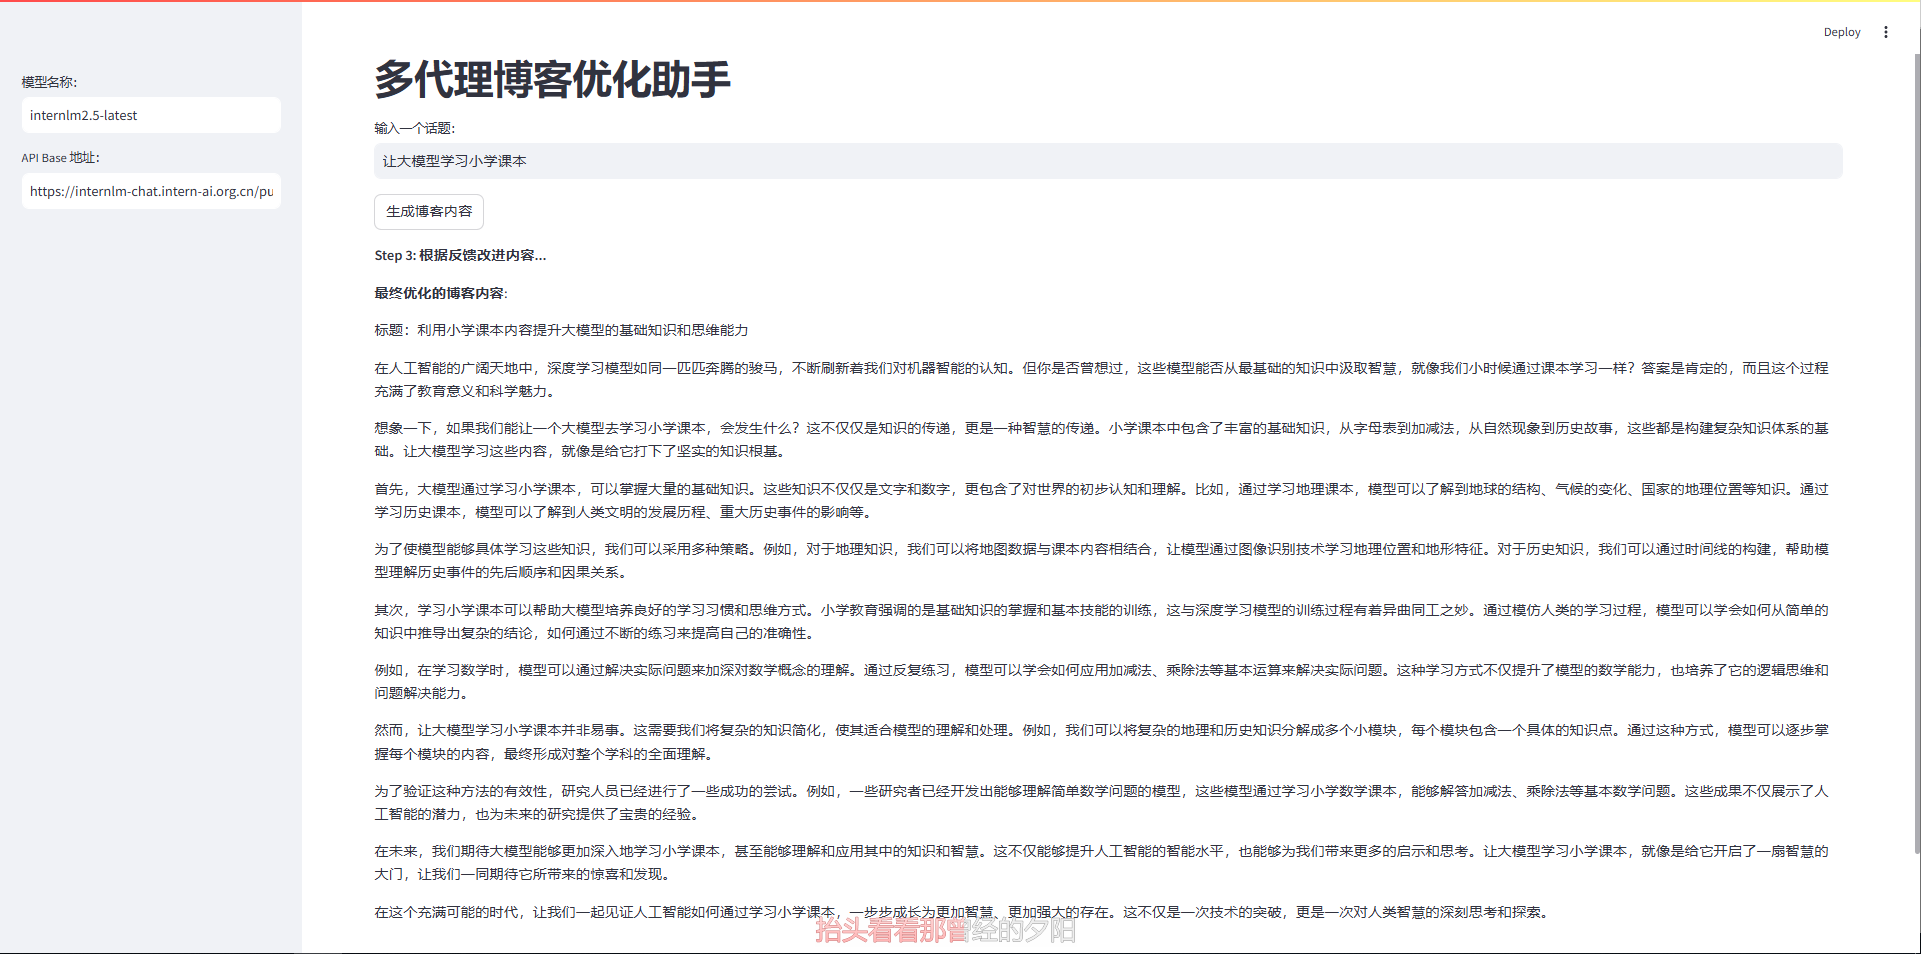 Deploy
模型名称：
internlm2.5-latest
API Base 地址：
https://internlm-chat.intern-ai.org.cn/pu
多代理博客优化助手
输入一个话题：
让大模型学习小学课本
生成博客内容
Step 3: 根据反馈改进内容...
最终优化的博客内容:
标题：利用小学课本内容提升大模型的基础知识和思维能力
在人工智能的广阔天地中，深度学习模型如同一匹匹奔腾的骏马，不断刷新着我们对机器智能的认知。但你是否曾想过，这些模型能否从最基础的知识中汲取智慧，就像我们小时候通过课本学习一样？答案是肯定的，而且这个过程
充满了教育意义和科学魅力。
想象一下，如果我们能让一个大模型去学习小学课本，会发生什么？这不仅仅是知识的传递，更是一种智慧的传递。小学课本中包含了丰富的基础知识，从字母表到加减法，从自然现象到历史故事，这些都是构建复杂知识体系的基
础。让大模型学习这些内容，就像是给它打下了坚实的知识根基。
首先，大模型通过学习小学课本，可以掌握大量的基础知识。这些知识不仅仅是文字和数字，更包含了对世界的初步认知和理解。比如，通过学习地理课本，模型可以了解到地球的结构、气候的变化、国家的地理位置等知识。通过
学习历史课本，模型可以了解到人类文明的发展历程、重大历史事件的影响等。
为了使模型能够具体学习这些知识，我们可以采用多种策略。例如，对于地理知识，我们可以将地图数据与课本内容相结合，让模型通过图像识别技术学习地理位置和地形特征。对于历史知识，我们可以通过时间线的构建，帮助模
型理解历史事件的先后顺序和因果关系。
其次，学习小学课本可以帮助大模型培养良好的学习习惯和思维方式。小学教育强调的是基础知识的掌握和基本技能的训练，这与深度学习模型的训练过程有着异曲同工之妙。通过模仿人类的学习过程，模型可以学会如何从简单的
知识中推导出复杂的结论，如何通过不断的练习来提高自己的准确性。
例如，在学习数学时，模型可以通过解决实际问题来加深对数学概念的理解。通过反复练习，模型可以学会如何应用加减法、乘除法等基本运算来解决实际问题。这种学习方式不仅提升了模型的数学能力，也培养了它的逻辑思维和
问题解决能力。
然而，让大模型学习小学课本并非易事。这需要我们将复杂的知识简化，使其适合模型的理解和处理。例如，我们可以将复杂的地理和历史知识分解成多个小模块，每个模块包含一个具体的知识点。通过这种方式，模型可以逐步掌
握每个模块的内容，最终形成对整个学科的全面理解。
为了验证这种方法的有效性，研究人员已经进行了一些成功的尝试。例如，一些研究者已经开发出能够理解简单数学问题的模型，这些模型通过学习小学数学课本，能够解答加减法、乘除法等基本数学问题。这些成果不仅展示了人
工智能的潜力，也为未来的研究提供了宝贵的经验。
在未来，我们期待大模型能够更加深入地学习小学课本，甚至能够理解和应用其中的知识和智慧。这不仅能够提升人工智能的智能水平，也能够为我们带来更多的启示和思考。让大模型学习小学课本，就像是给它开启了一扇智慧的
大门，让我们一同期待它所带来的惊喜和发现。
在这个充满可能的时代，让我们一起见证人工智能如何通过学习小学课本，一步步成长为更加智慧、更加强大的存在。这不仅是一次技术的突破，更是一次对人类智慧的深刻思考和探索。
抬头看看那曾经的夕阳